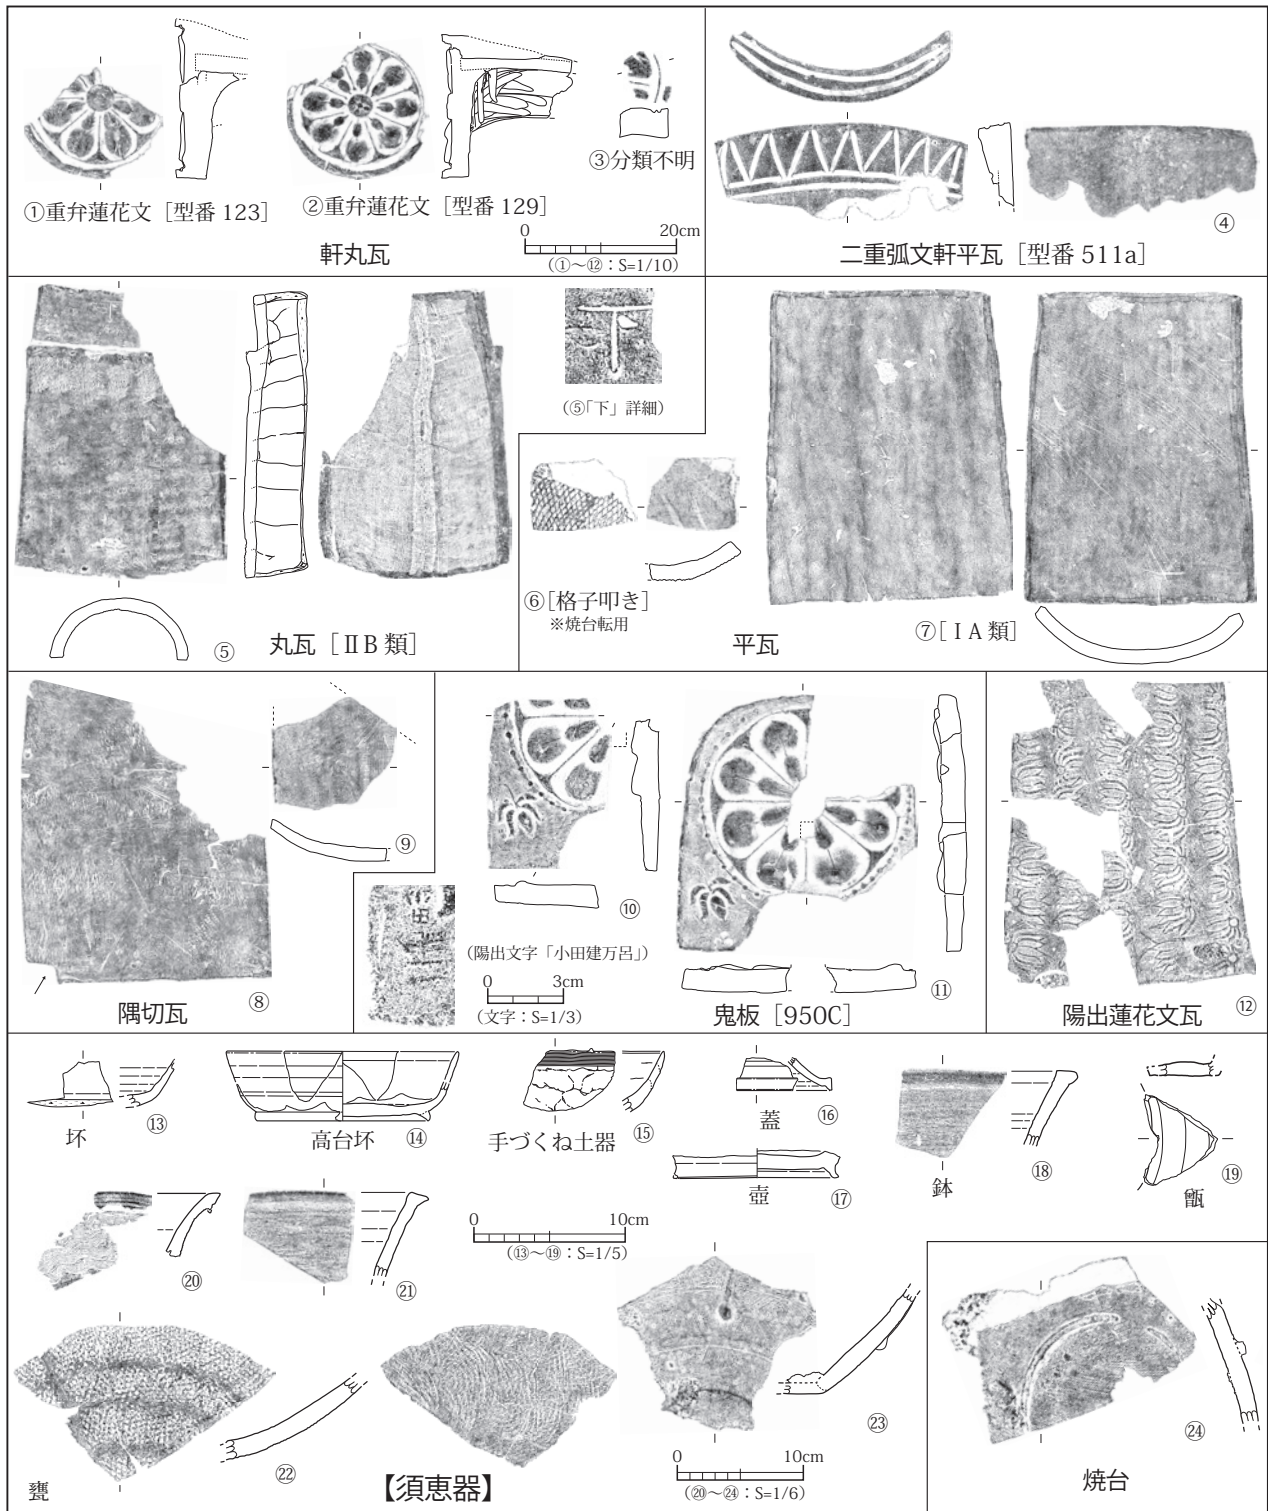 ①重弁蓮花文［型番 123］
②重弁蓮花文［型番 129］
③分類不明
軒丸瓦
0 20cm
（①～⑫：S=1/10）
④
二重弧文軒平瓦［型番 511a］
⑤
丸瓦［ⅡB 類］
（⑤「下」詳細）
⑥［格子叩き］
※焼台転用
⑦［ⅠA 類］
平瓦
⑧
⑨
隅切瓦
⑩
（陽出文字「小田建万呂」）
0 3cm
（文字：S=1/3）
⑪
鬼板［950C］
陽出蓮花文瓦
⑫
坏
⑬
高台坏
⑭
手づくね土器
⑮
蓋
⑯
壺
⑰
鉢
⑱
甑
⑲
⑳
㉑
0 10cm
（⑬～⑲：S=1/5）
甕
㉒
【須恵器】
㉓
0 10cm
（⑳～㉔：S=1/6）
㉔
焼台